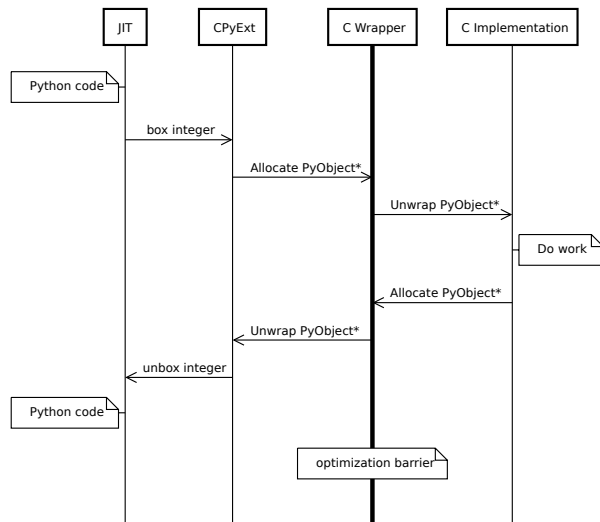 JIT
CPyExt
C Wrapper
C Implementation
Python code
box integer
Allocate PyObject*
Unwrap PyObject*
Do work
Allocate PyObject*
Unwrap PyObject*
unbox integer
Python code
optimization barrier